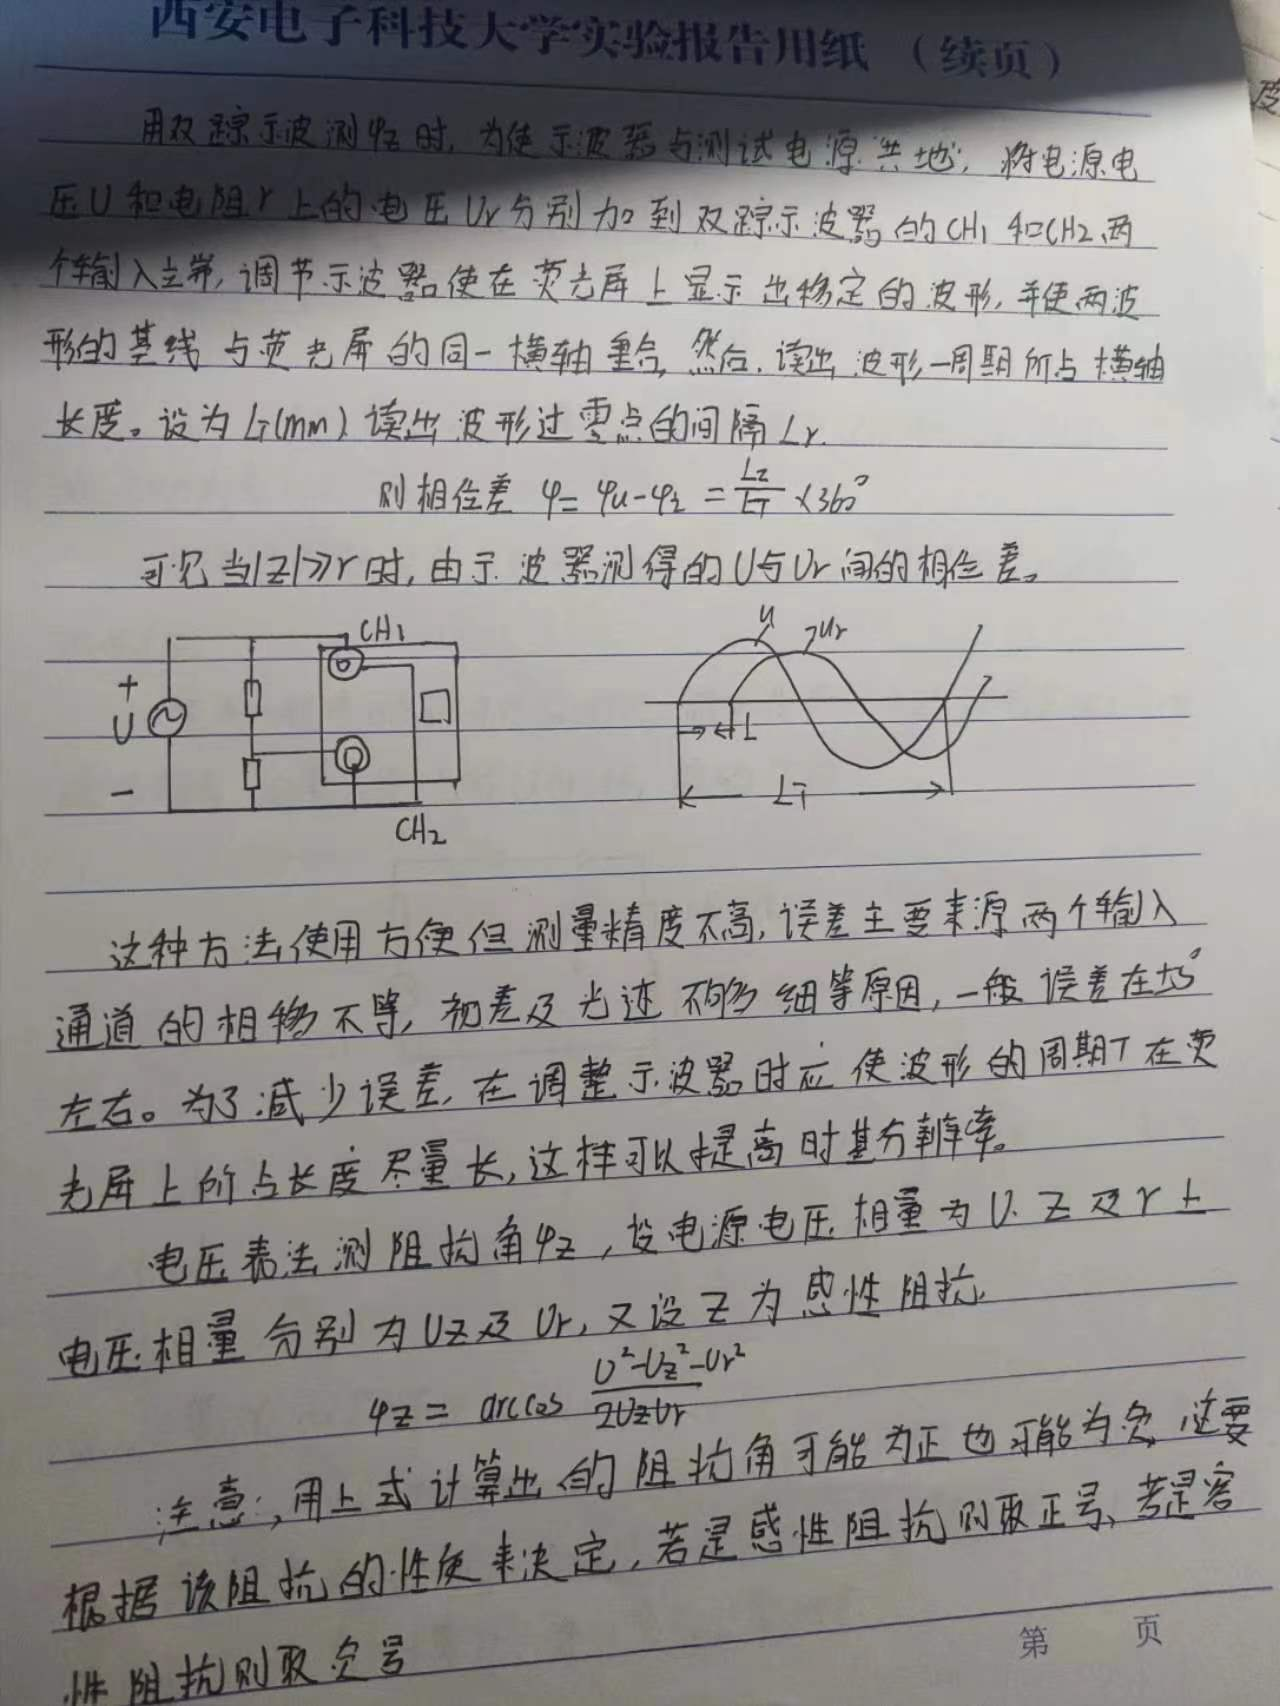 西安电子科技大学实验报告用纸 （续页）
用双踪示波测φz时, 为使示波器与测试电源共地, 将电源电
压U和电阻r上的电压Ur分别加到双踪示波器的CH1和CH2两
个输入主端, 调节示波器使在荧光屏上显示出稳定的波形, 并使两波
形的基线与荧光屏的同一横轴重合, 然后, 读出波形一周期所占横轴
长度。设为LT(mm) 读出波形过零点的间隔Lr.
则相位差 φ= φu-φi = Lz/LT ×360°
可见当|Z|≫r时, 由示波器测得的U与Ur间的相位差。
CH1
u
ur
+
U
-
L
LT
CH2
这种方法使用方便但测量精度不高, 误差主要来源两个输入
通道的相移不等, 视差及光迹不够细等原因, 一般误差在±5°
左右。为了减少误差, 在调整示波器时应使波形的周期T在荧
光屏上所占长度尽量长, 这样可以提高时基分辨率。
电压表法测阻抗角φz, 设电源电压相量为U. Z及r上
电压相量分别为Uz及Ur, 又设Z为感性阻抗
φz = arccos (U²-Uz²-Ur²)/(2UzUr)
注意:, 用上式计算出的阻抗角可能为正也可能为负, 这要
根据该阻抗的性质来决定, 若是感性阻抗则取正号, 若是容
性阻抗则取负号
第 页